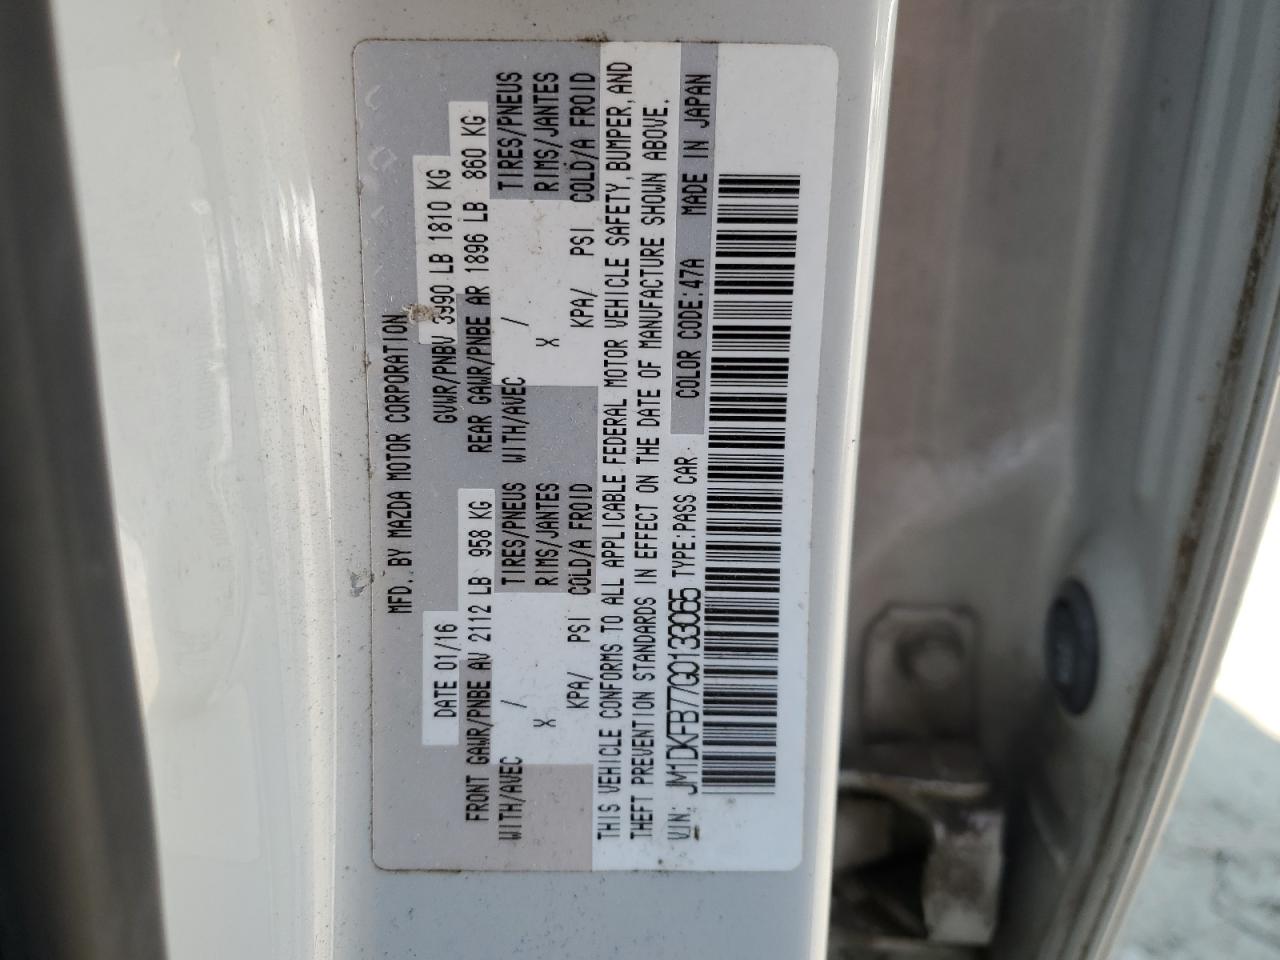 MFD. BY MAZDA MOTOR CORPORATION
DATE 01/16 GVWR/PNBV 3990 LB 1810 KG
FRONT GAWR/PNBE AV 2112 LB 958 KG REAR GAWR/PNBE AR 1896 LB 860 KG
WITH/AVEC / TIRES/PNEUS WITH/AVEC / TIRES/PNEUS
X RIMS/JANTES X RIMS/JANTES
KPA/ PSI COLD/A FROID KPA/ PSI COLD/A FROID
THIS VEHICLE CONFORMS TO ALL APPLICABLE FEDERAL MOTOR VEHICLE SAFETY, BUMPER, AND
THEFT PREVENTION STANDARDS IN EFFECT ON THE DATE OF MANUFACTURE SHOWN ABOVE.
VIN: JM1DKFB77G0133065 TYPE:PASS CAR COLOR CODE:47A MADE IN JAPAN